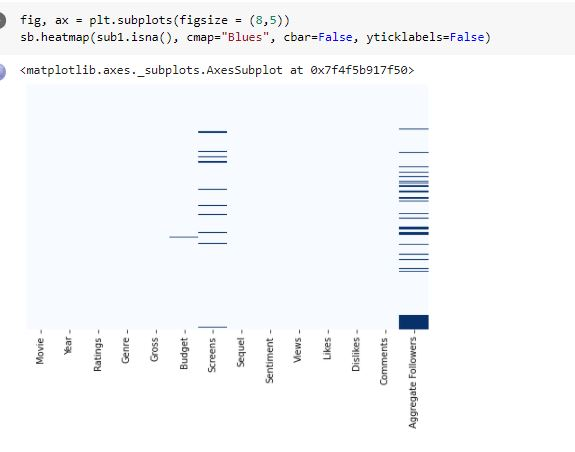 fig, ax = plt.subplots(figsize = (8,5))
sb.heatmap(sub1.isna(), cmap="Blues", cbar=False, yticklabels=False)
<matplotlib.axes._subplots.AxesSubplot at 0x7f4f5b917f50>
Movie
Year
Ratings
Genre
Gross
Budget
Screens
Sequel
Sentiment
Views
Likes
Dislikes
Comments
Aggregate Followers